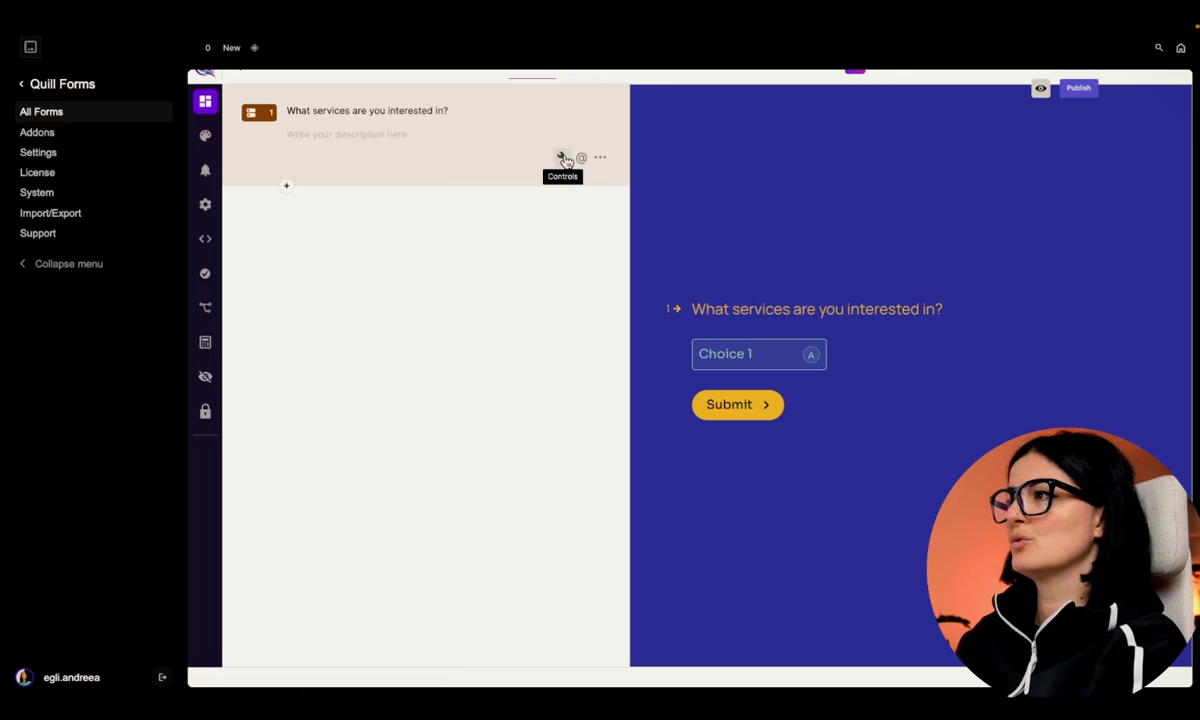 0 New
Quill Forms
All Forms
Addons
Settings
License
System
Import/Export
Support
Collapse menu
egli.andreea
1 What services are you interested in?
Write your description here
@
Controls
+
Publish
1 → What services are you interested in?
Choice 1 A
Submit